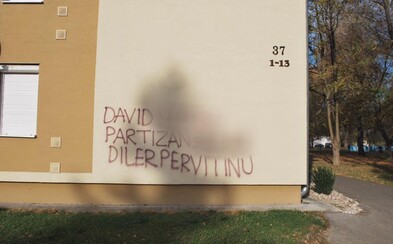 37
1-13
DAVID
PARTIZAN
DILER PERVITINU